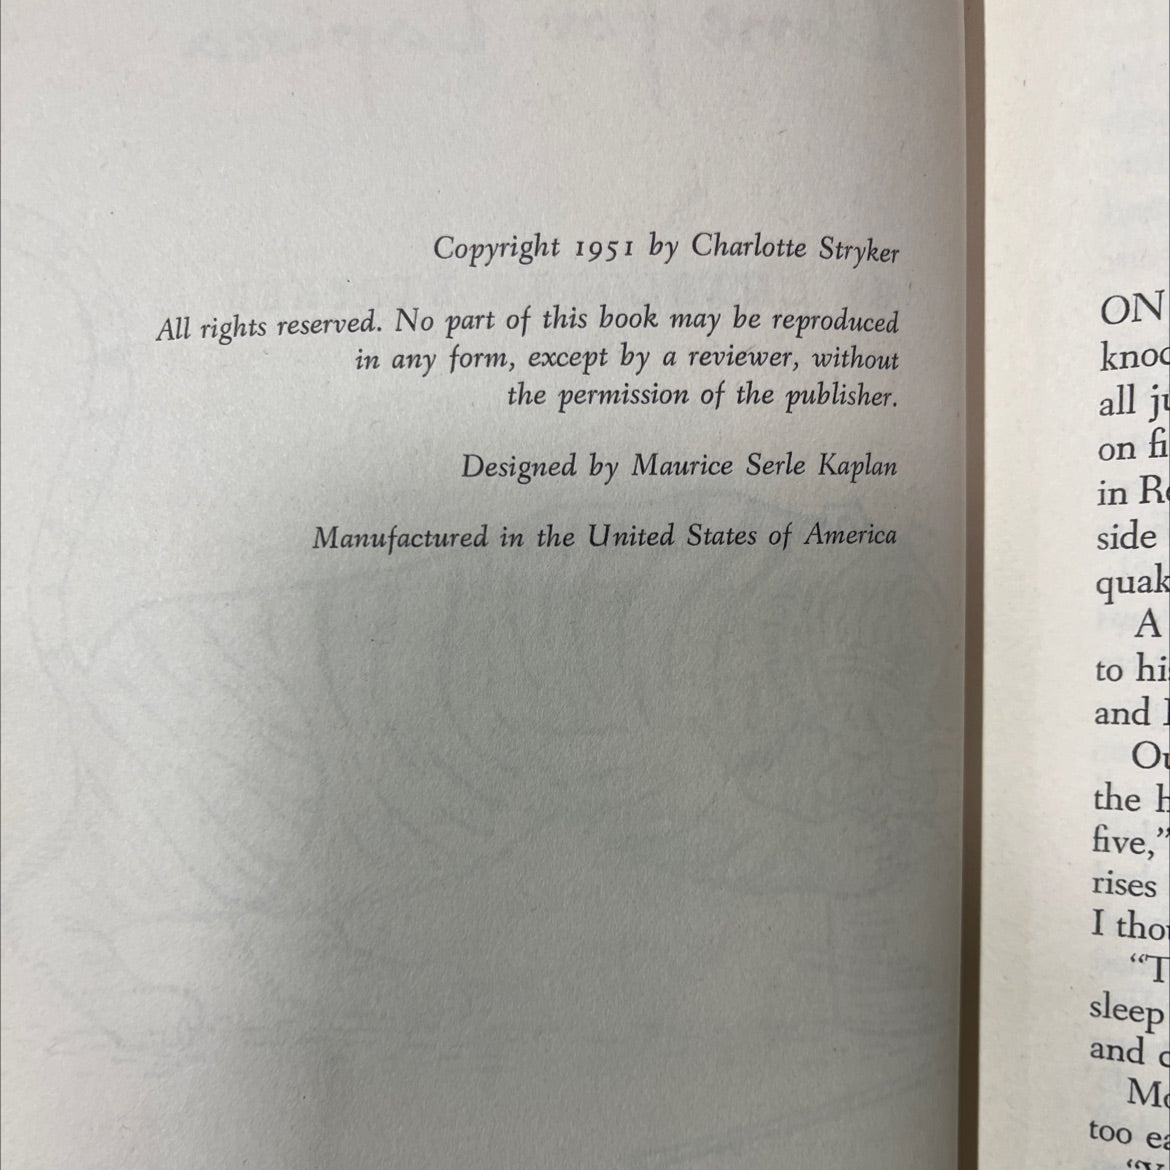 Copyright 1951 by Charlotte Stryker
All rights reserved. No part of this book may be reproduced
in any form, except by a reviewer, without
the permission of the publisher.
Designed by Maurice Serle Kaplan
Manufactured in the United States of America
ON
all
on
in
side
A
to
and
the
five,”
rises
I
sleep
and
too